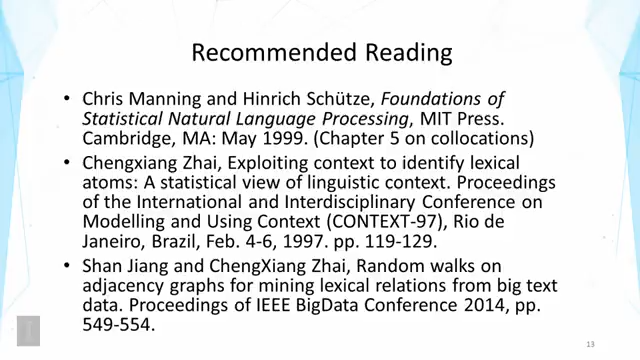 Recommended Reading
• Chris Manning and Hinrich Schütze, Foundations of
Statistical Natural Language Processing, MIT Press.
Cambridge, MA: May 1999. (Chapter 5 on collocations)
• Chengxiang Zhai, Exploiting context to identify lexical
atoms: A statistical view of linguistic context. Proceedings
of the International and Interdisciplinary Conference on
Modelling and Using Context (CONTEXT-97), Rio de
Janeiro, Brazil, Feb. 4-6, 1997. pp. 119-129.
• Shan Jiang and ChengXiang Zhai, Random walks on
adjacency graphs for mining lexical relations from big text
data. Proceedings of IEEE BigData Conference 2014, pp.
549-554.
13